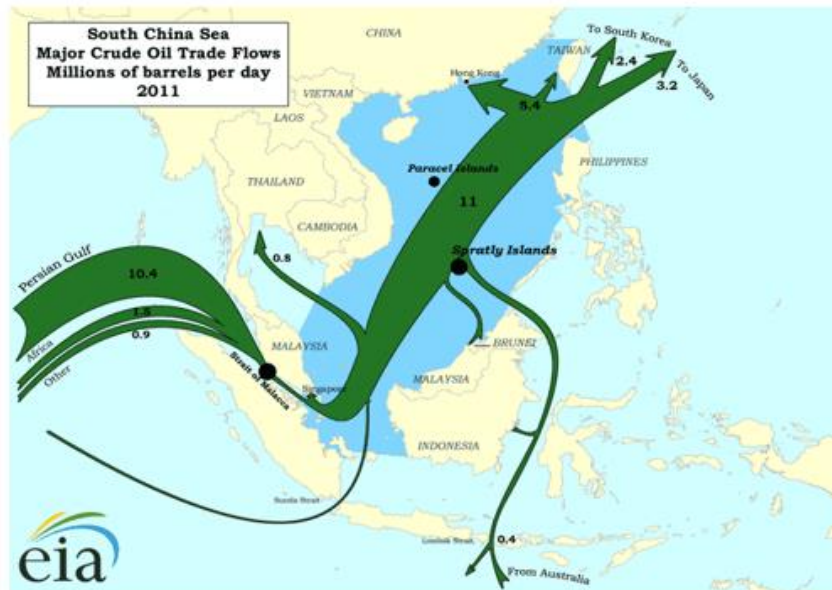 South China Sea
Major Crude Oil Trade Flows
Millions of barrels per day
2011
CHINA
TAIWAN
To South Korea
2.4
To Japan
3.2
Hong Kong
5.4
VIETNAM
LAOS
THAILAND
CAMBODIA
PHILIPPINES
Paracel Islands
11
Spratly Islands
0.8
Persian Gulf
10.4
Africa
Other
0.9
MALAYSIA
Strait of Malacca
Singapore
BRUNEI
MALAYSIA
INDONESIA
Sunda Strait
Lombok Strait
0.4
From Australia
eia